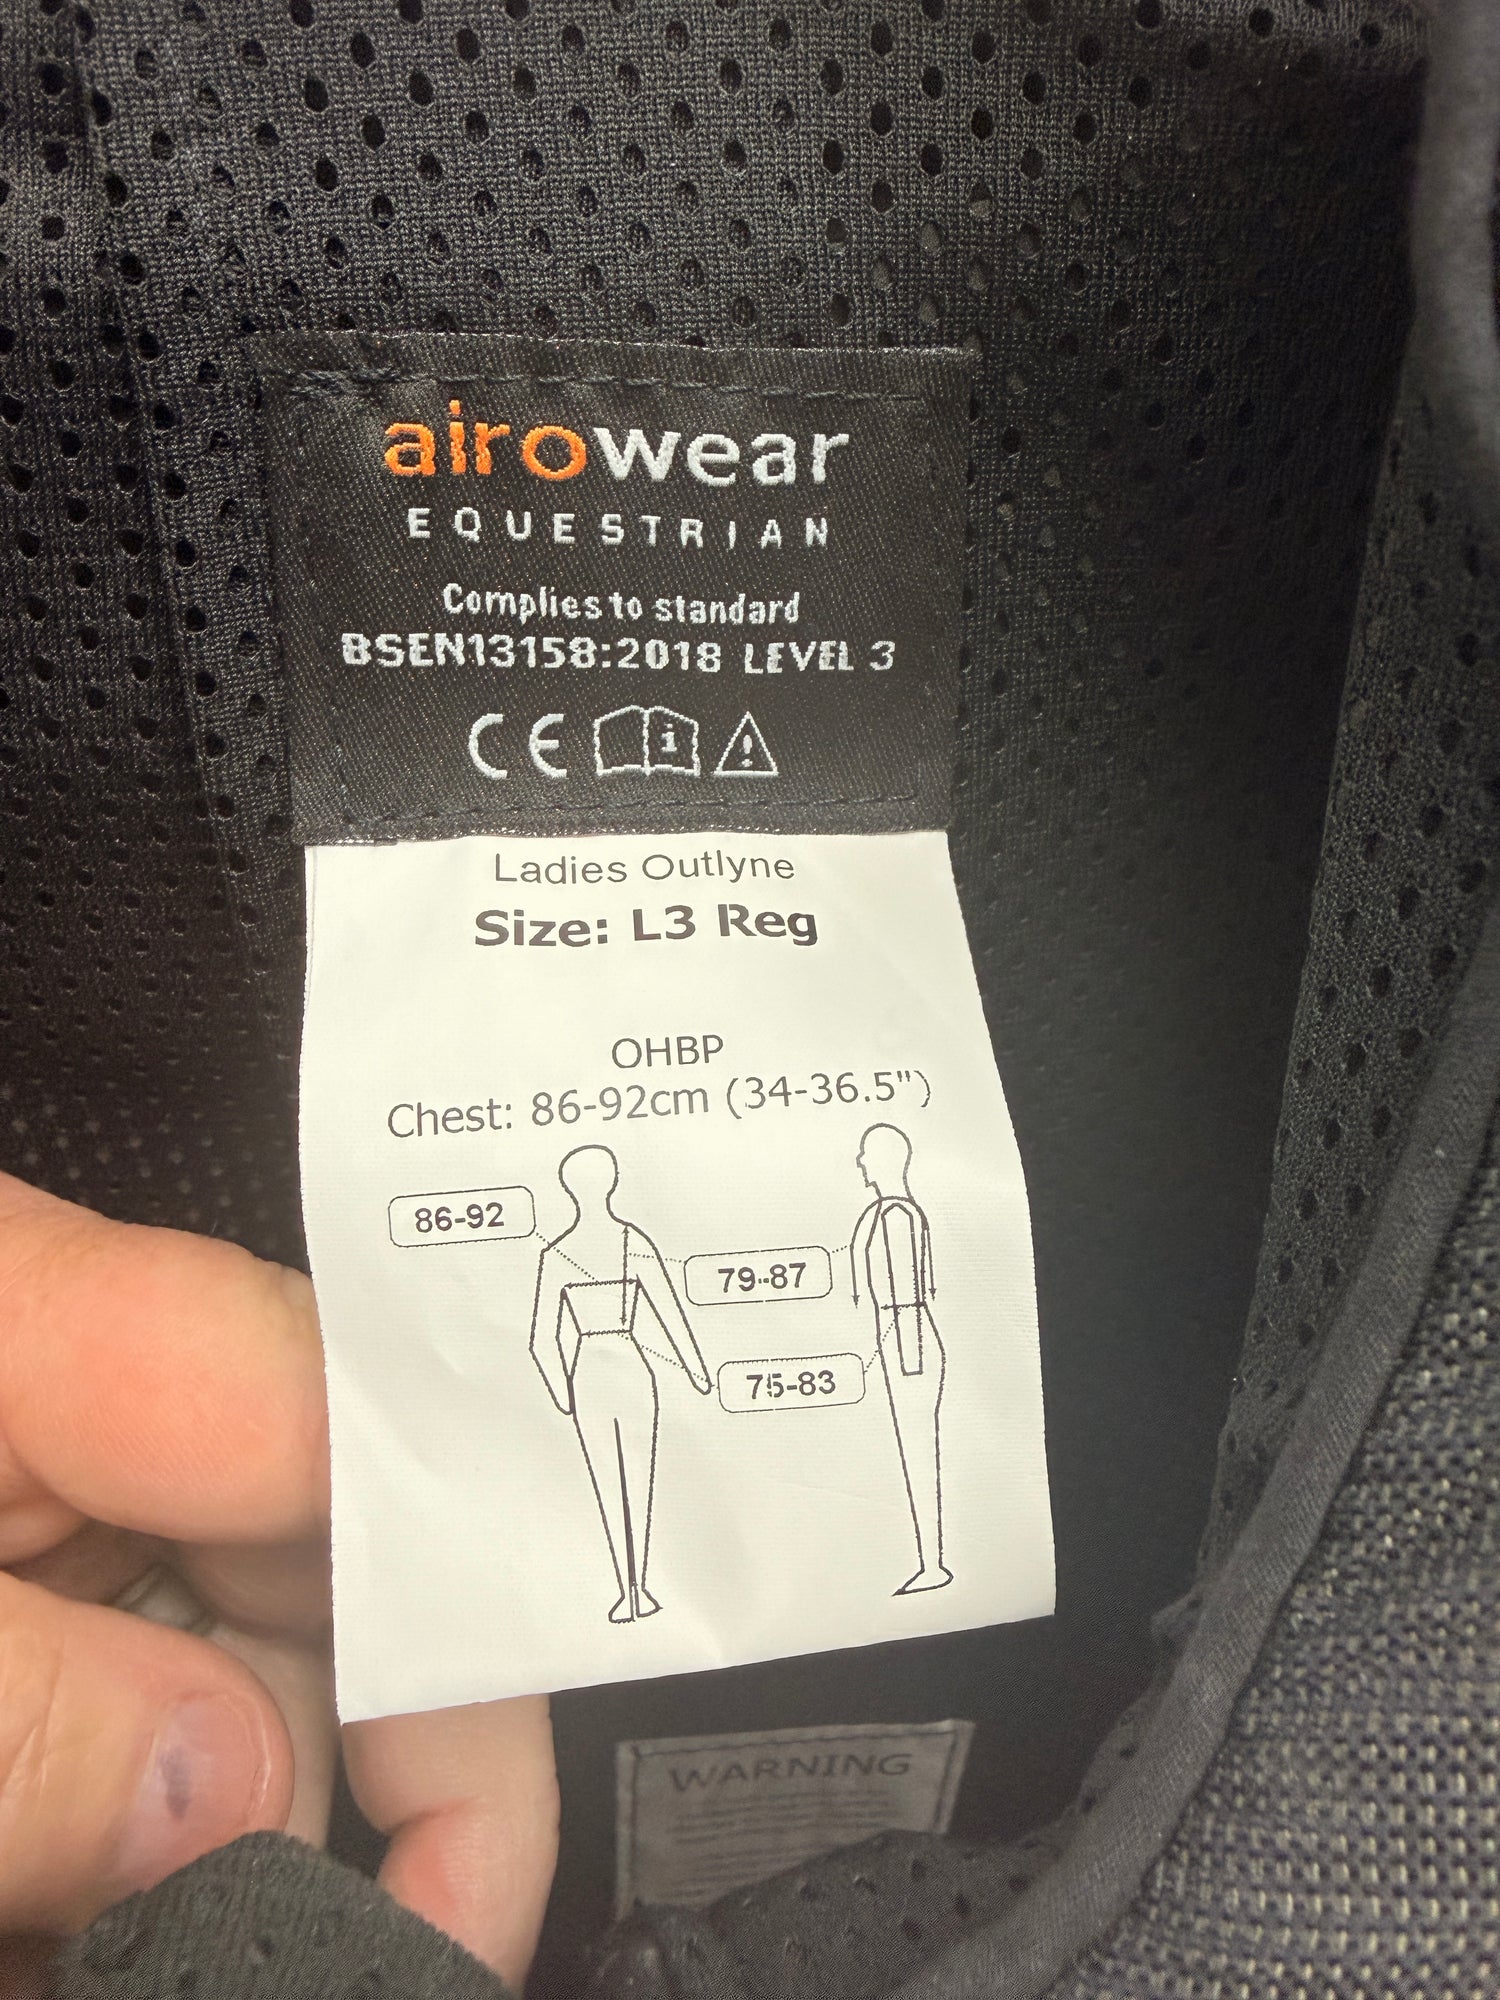 airowear
EQUESTRIAN
Complies to standard
BSEN13158:2018 LEVEL 3
CE i !
Ladies Outlyne
Size: L3 Reg
OHBP
Chest: 86-92cm (34-36.5")
86-92
79-87
75-83
WARNING